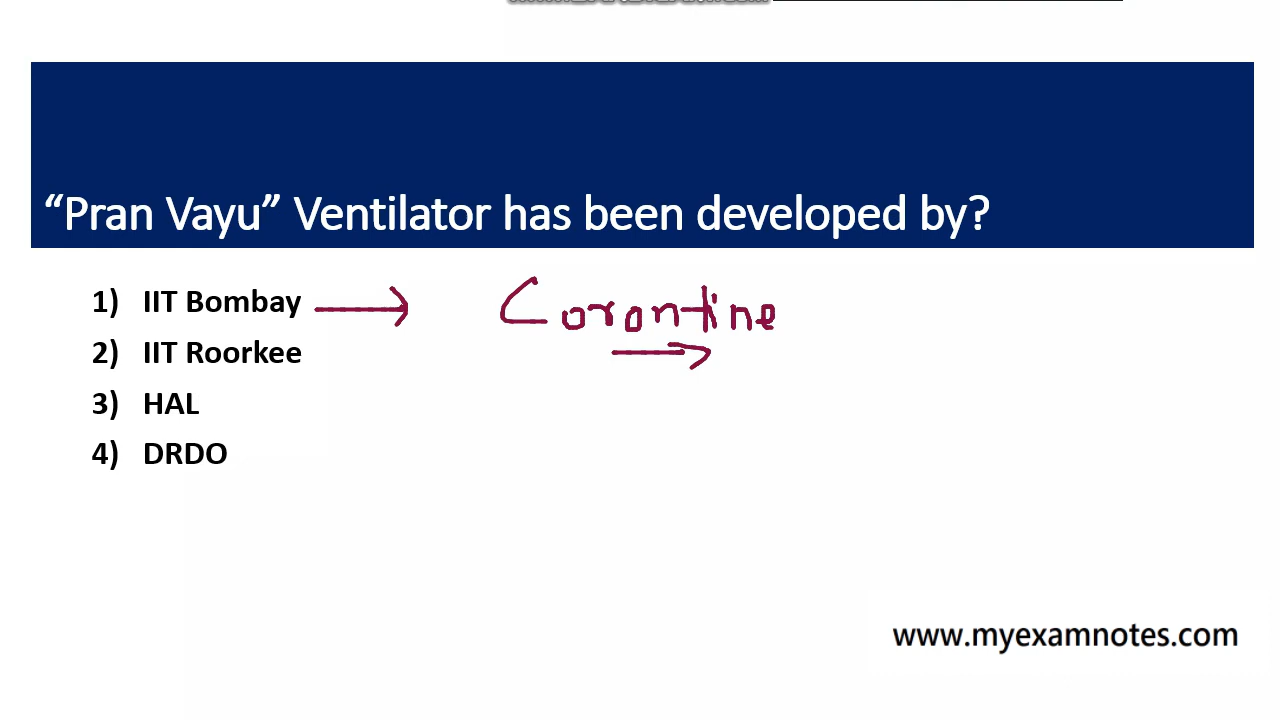 “Pran Vayu” Ventilator has been developed by?
1) IIT Bombay Corontine
2) IIT Roorkee
3) HAL
4) DRDO
www.myexamnotes.com